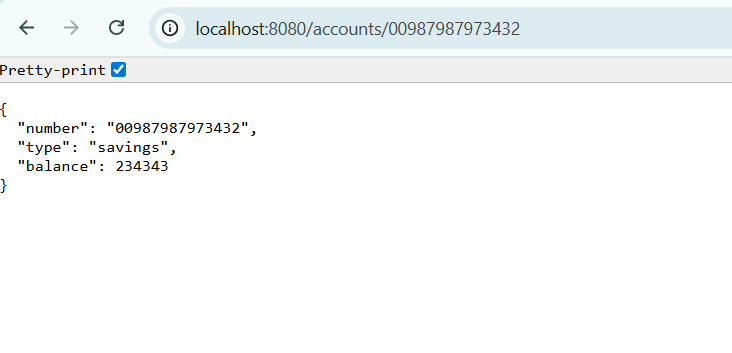 localhost:8080/accounts/00987987973432
Pretty-print
{
  "number": "00987987973432",
  "type": "savings",
  "balance": 234343
}